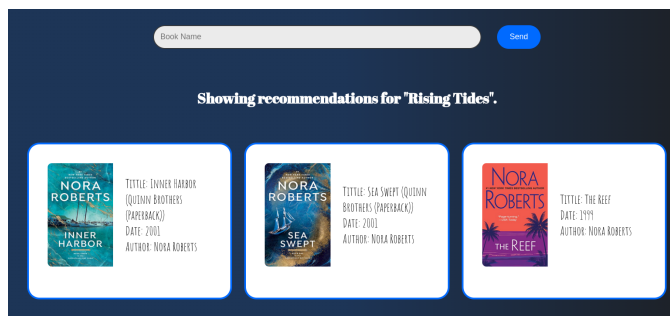 Book Name
Send
Showing recommendations for "Rising Tides".
NORA
ROBERTS
INNER
HARBOR
Tittle: Inner Harbor
(Quinn Brothers
(Paperback))
Date: 2001
Author: Nora Roberts
NORA
ROBERTS
SEA
SWEPT
Tittle: Sea Swept (Quinn
Brothers (Paperback))
Date: 2001
Author: Nora Roberts
NORA
ROBERTS
THE REEF
Tittle: The Reef
Date: 1999
Author: Nora Roberts